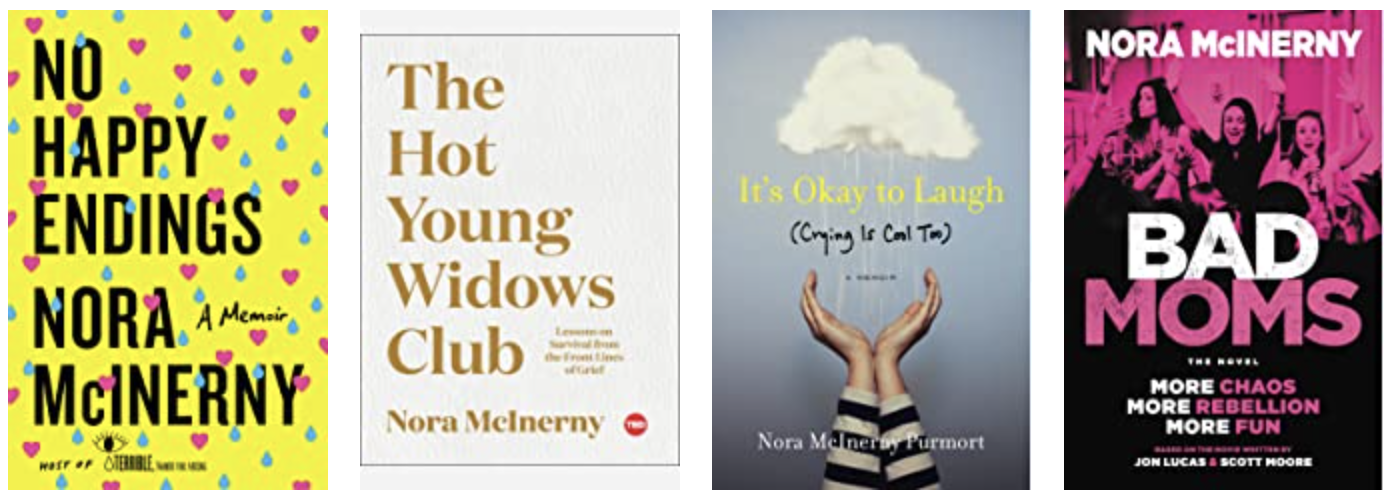 NO
HAPPY
ENDINGS
NORA
A Memoir
McINERNY
HOST OF TERRIBLE, THANKS FOR ASKING
The
Hot
Young
Widows
Club
Lessons on
Survival from
the Front Lines
of Grief
Nora McInerny
TED
It's Okay to Laugh
(Crying Is Cool Too)
A MEMOIR
Nora McInerny Purmort
NORA McINERNY
BAD
MOMS
THE NOVEL
MORE CHAOS
MORE REBELLION
MORE FUN
BASED ON THE MOVIE WRITTEN BY
JON LUCAS & SCOTT MOORE